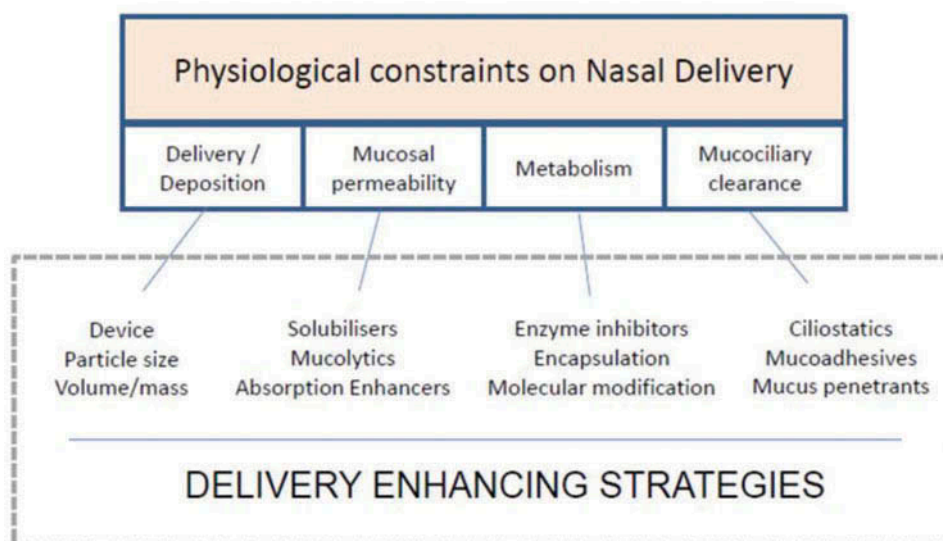 Physiological constraints on Nasal Delivery
Delivery /
Deposition
Mucosal
permeability
Metabolism
Mucociliary
clearance
Device
Particle size
Volume/mass
Solubilisers
Mucolytics
Absorption Enhancers
Enzyme inhibitors
Encapsulation
Molecular modification
Ciliostatics
Mucoadhesives
Mucus penetrants
DELIVERY ENHANCING STRATEGIES